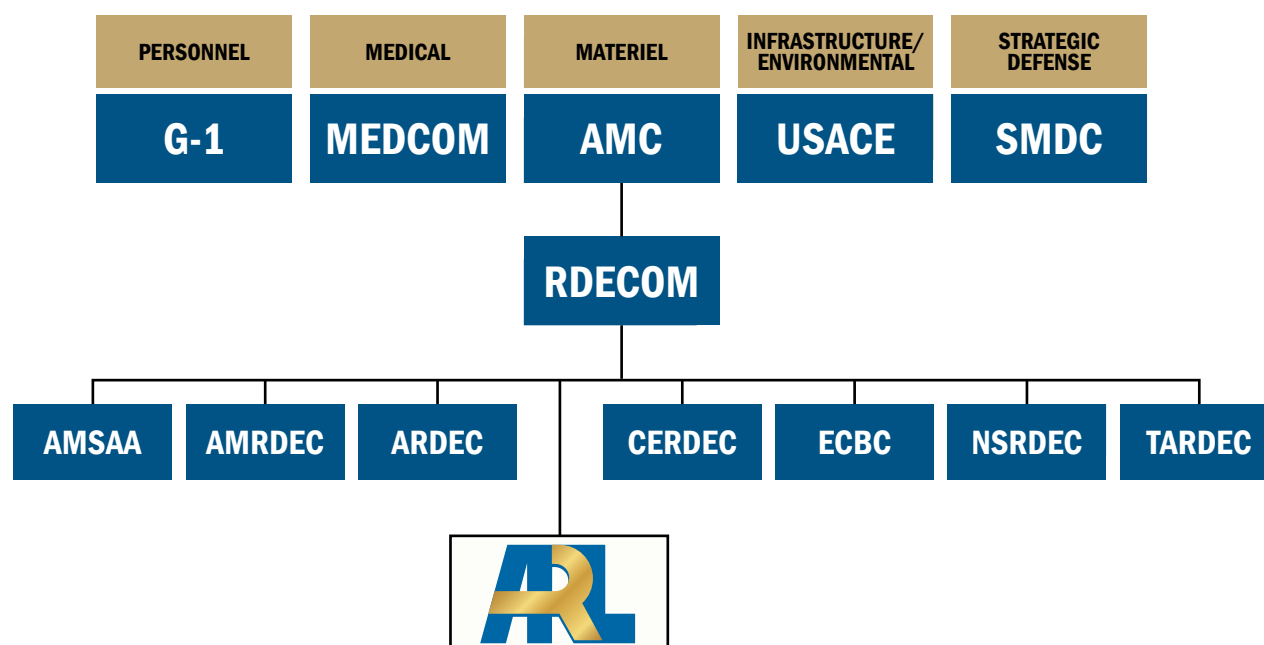 PERSONNEL
MEDICAL
MATERIEL
INFRASTRUCTURE/
ENVIRONMENTAL
STRATEGIC
DEFENSE
G-1
MEDCOM
AMC
USACE
SMDC
RDECOM
AMSAA
AMRDEC
ARDEC
CERDEC
ECBC
NSRDEC
TARDEC
ARL